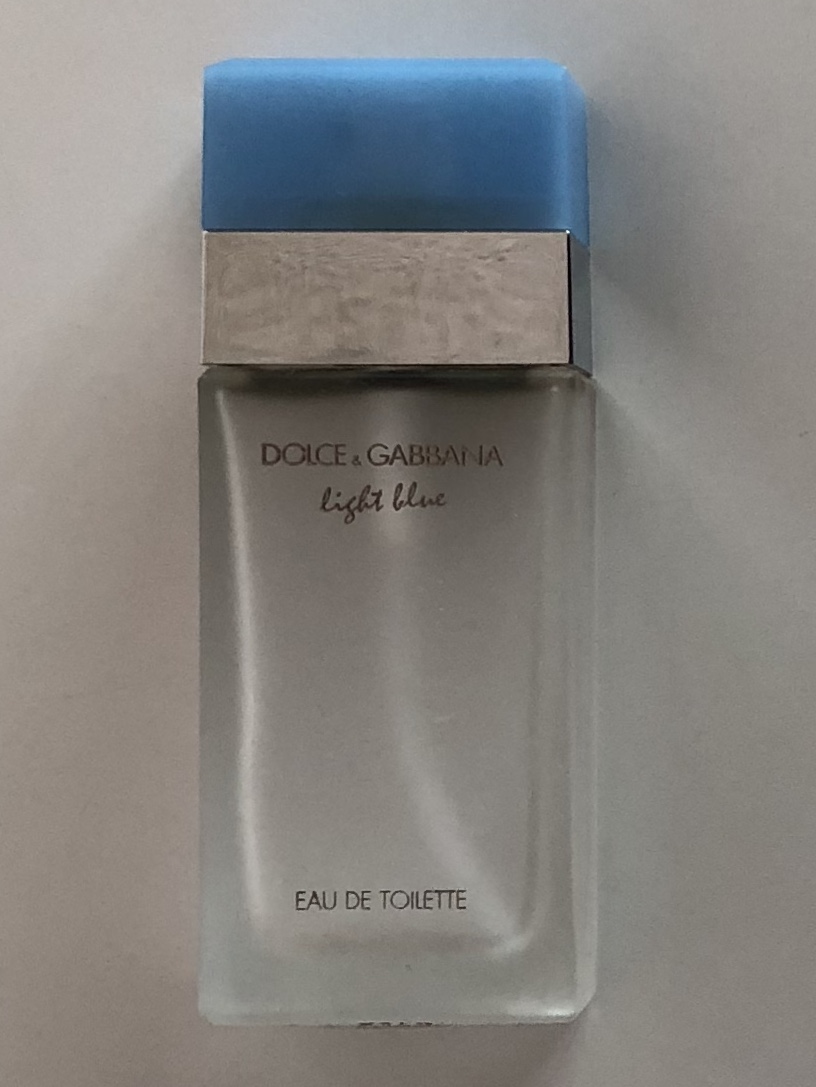 DOLCE & GABBANA
light blue
EAU DE TOILETTE